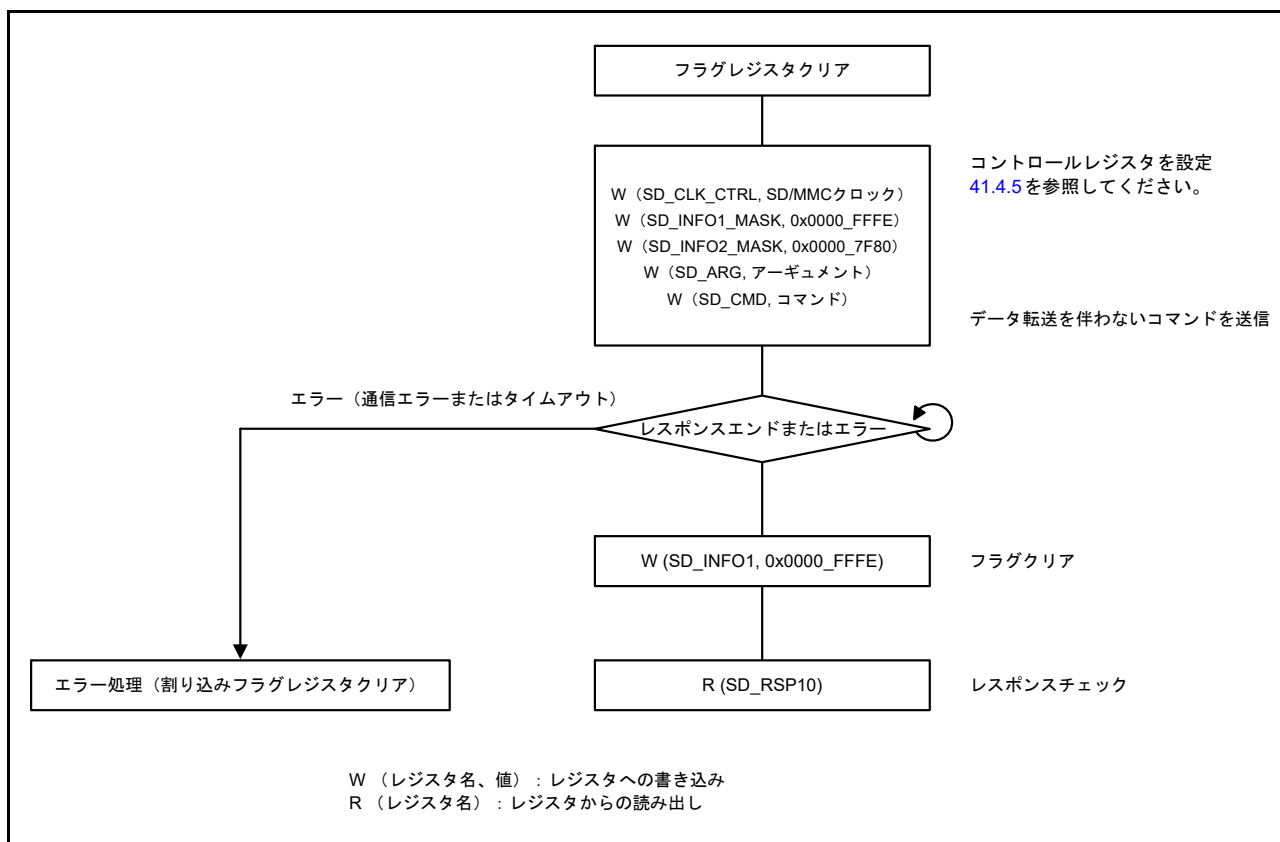 フラグレジスタクリア
コントロールレジスタを設定
41.4.5を参照してください。
W（SD_CLK_CTRL, SD/MMCクロック）
W（SD_INFO1_MASK, 0x0000_FFFE）
W（SD_INFO2_MASK, 0x0000_7F80）
W（SD_ARG, アーギュメント）
W（SD_CMD, コマンド）
データ転送を伴わないコマンドを送信
エラー（通信エラーまたはタイムアウト）
レスポンスエンドまたはエラー
W (SD_INFO1, 0x0000_FFFE)
フラグクリア
エラー処理（割り込みフラグレジスタクリア）
R (SD_RSP10)
レスポンスチェック
W （レジスタ名、値）：レジスタへの書き込み
R （レジスタ名）：レジスタからの読み出し